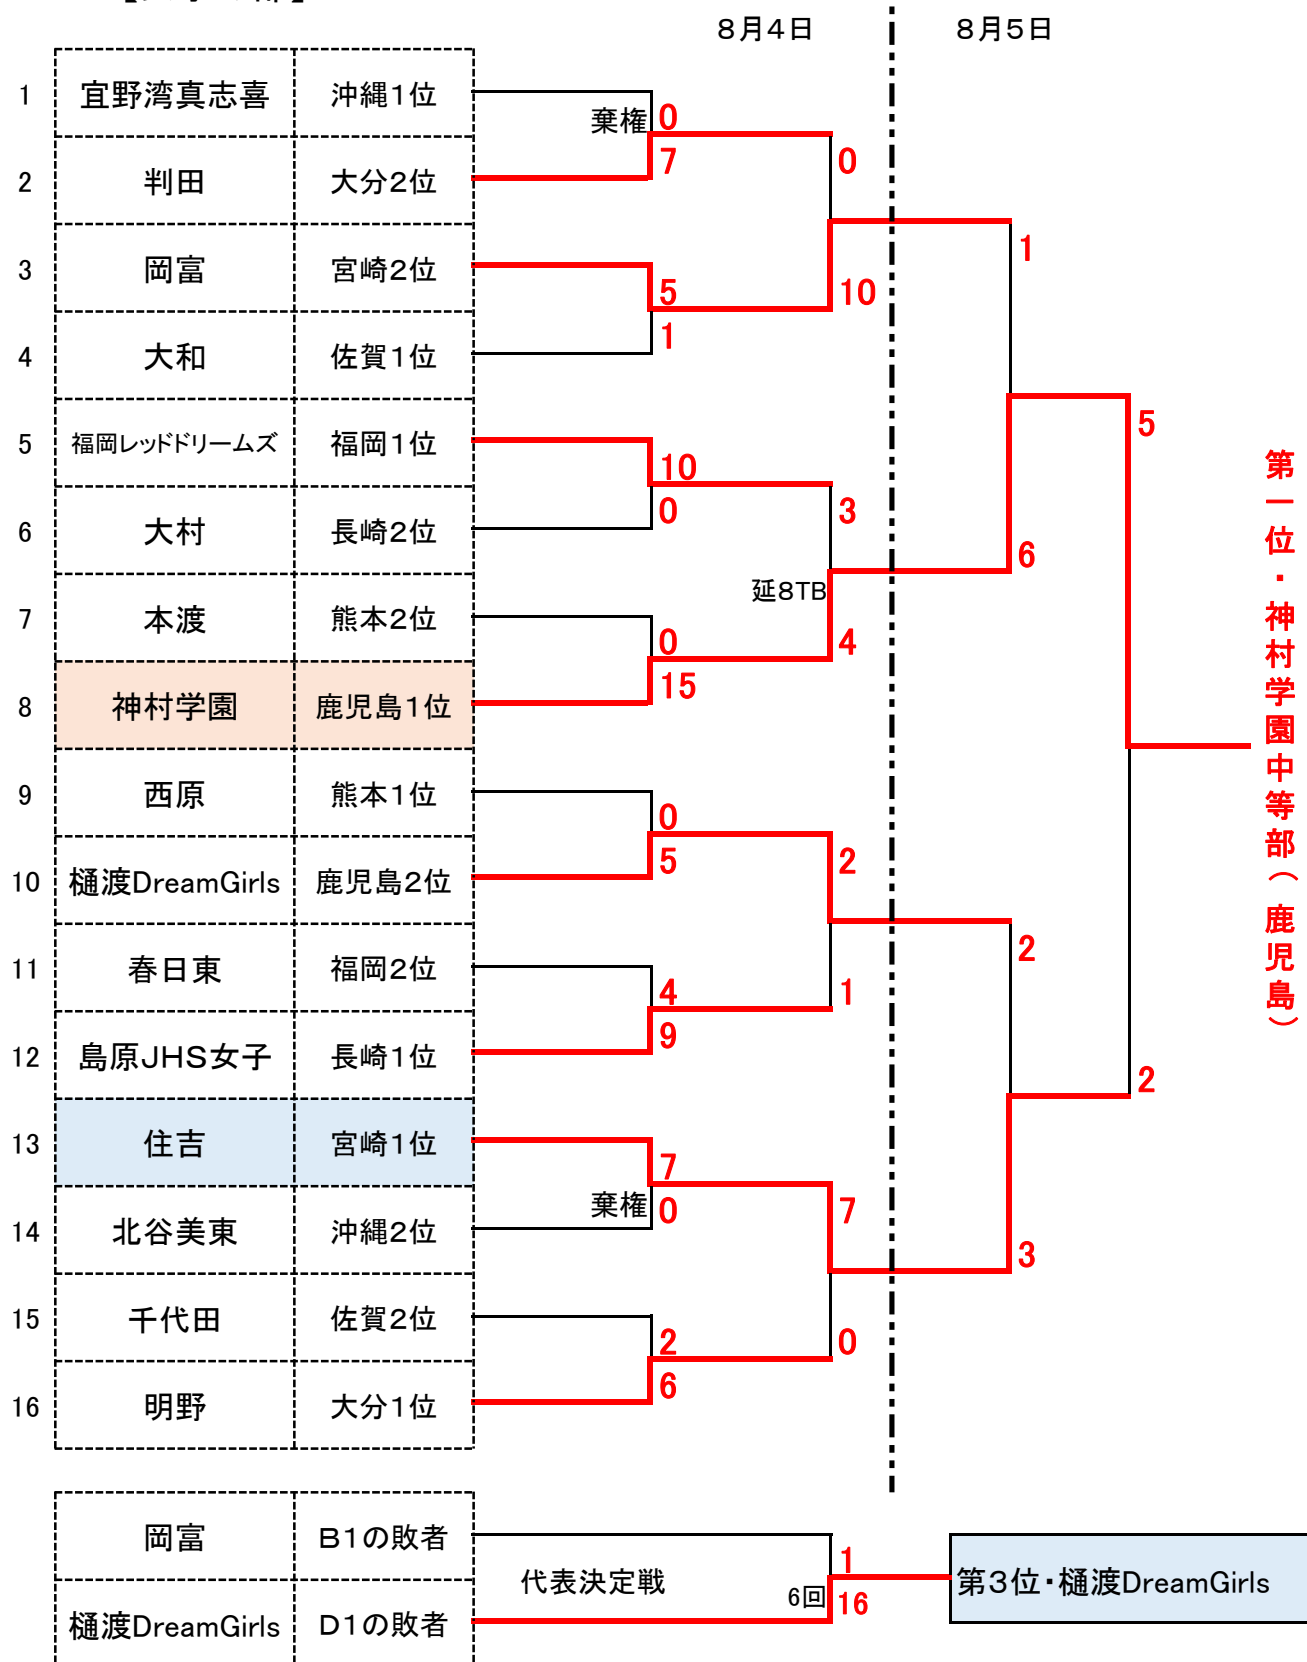 8月4日
8月5日
1 宜野湾真志喜 沖縄1位
棄権
0
7
0
2 判田 大分2位
1
3 岡富 宮崎2位
5
10
1
4 大和 佐賀1位
5 福岡レッドドリームズ 福岡1位
5
10
0
3
6 大村 長崎2位
6
延8TB
7 本渡 熊本2位
0
15
4
8 神村学園 鹿児島1位
第一位・神村学園中等部(鹿児島)
9 西原 熊本1位
0
5
2
10 樋渡DreamGirls 鹿児島2位
2
11 春日東 福岡2位
4
9
1
12 島原JHS女子 長崎1位
2
13 住吉 宮崎1位
7
棄権
0
7
14 北谷美東 沖縄2位
3
15 千代田 佐賀2位
2
6
0
16 明野 大分1位
岡富 B1の敗者
代表決定戦
1
6回
16
第3位・樋渡DreamGirls
樋渡DreamGirls D1の敗者